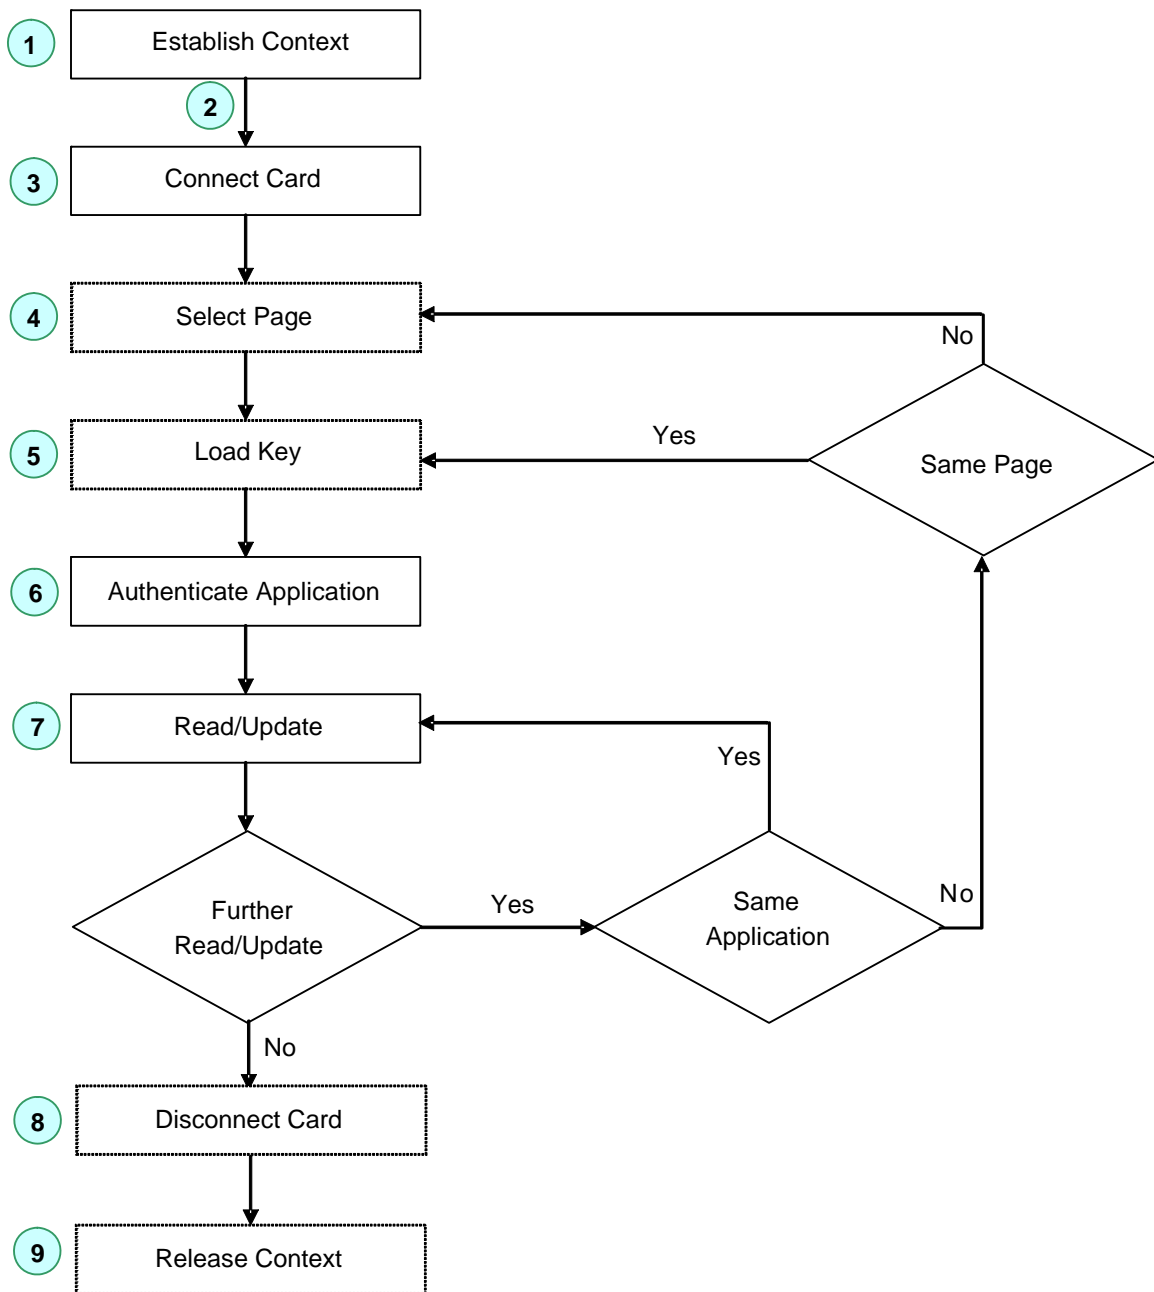 1
Establish Context
2
3
Connect Card
4
Select Page
No
5
Load Key
Yes
Same Page
6
Authenticate Application
7
Read/Update
Yes
Further
Read/Update
Yes
Same
Application
No
No
8
Disconnect Card
9
Release Context